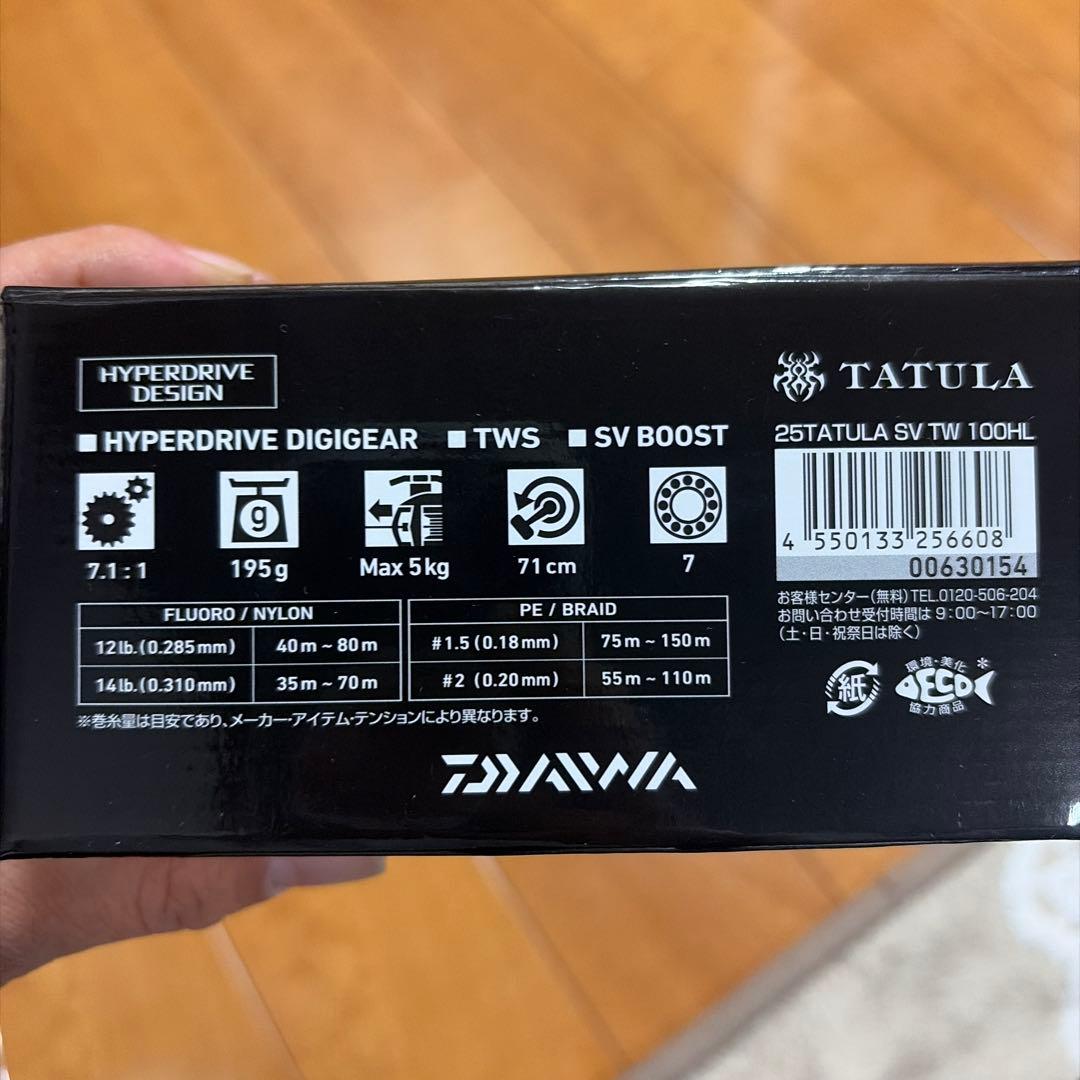 HYPERDRIVE
DESIGN
■ HYPERDRIVE DIGIGEAR ■ TWS ■ SV BOOST
g
7.1:1 195g Max 5kg 71cm 7
FLUORO / NYLON
12lb.(0.285mm) 40m~80m
14lb.(0.310mm) 35m~70m
PE / BRAID
#1.5 (0.18mm) 75m~150m
#2 (0.20mm) 55m~110m
※巻糸量は目安であり、メーカー・アイテム・テンションにより異なります。
TATULA
25TATULA SV TW 100HL
4 550133 256608
00630154
お客様センター(無料)TEL.0120-506-204
お問い合わせ受付時間は9:00〜17:00
(土・日・祝祭日は除く)
紙
環境・美化*
DECO
協力商品
DAIWA